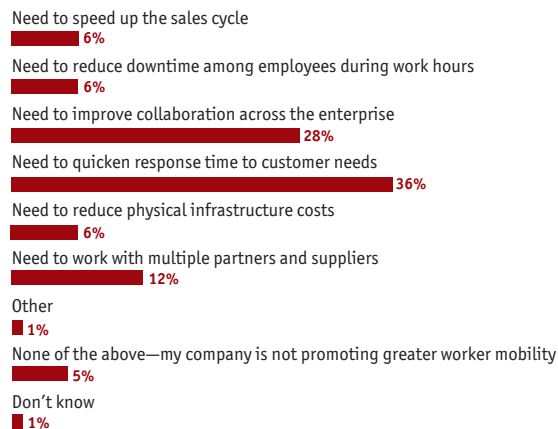 Need to speed up the sales cycle
6%
Need to reduce downtime among employees during work hours
6%
Need to improve collaboration across the enterprise
28%
Need to quicken response time to customer needs
36%
Need to reduce physical infrastructure costs
6%
Need to work with multiple partners and suppliers
12%
Other
1%
None of the above—my company is not promoting greater worker mobility
5%
Don’t know
1%